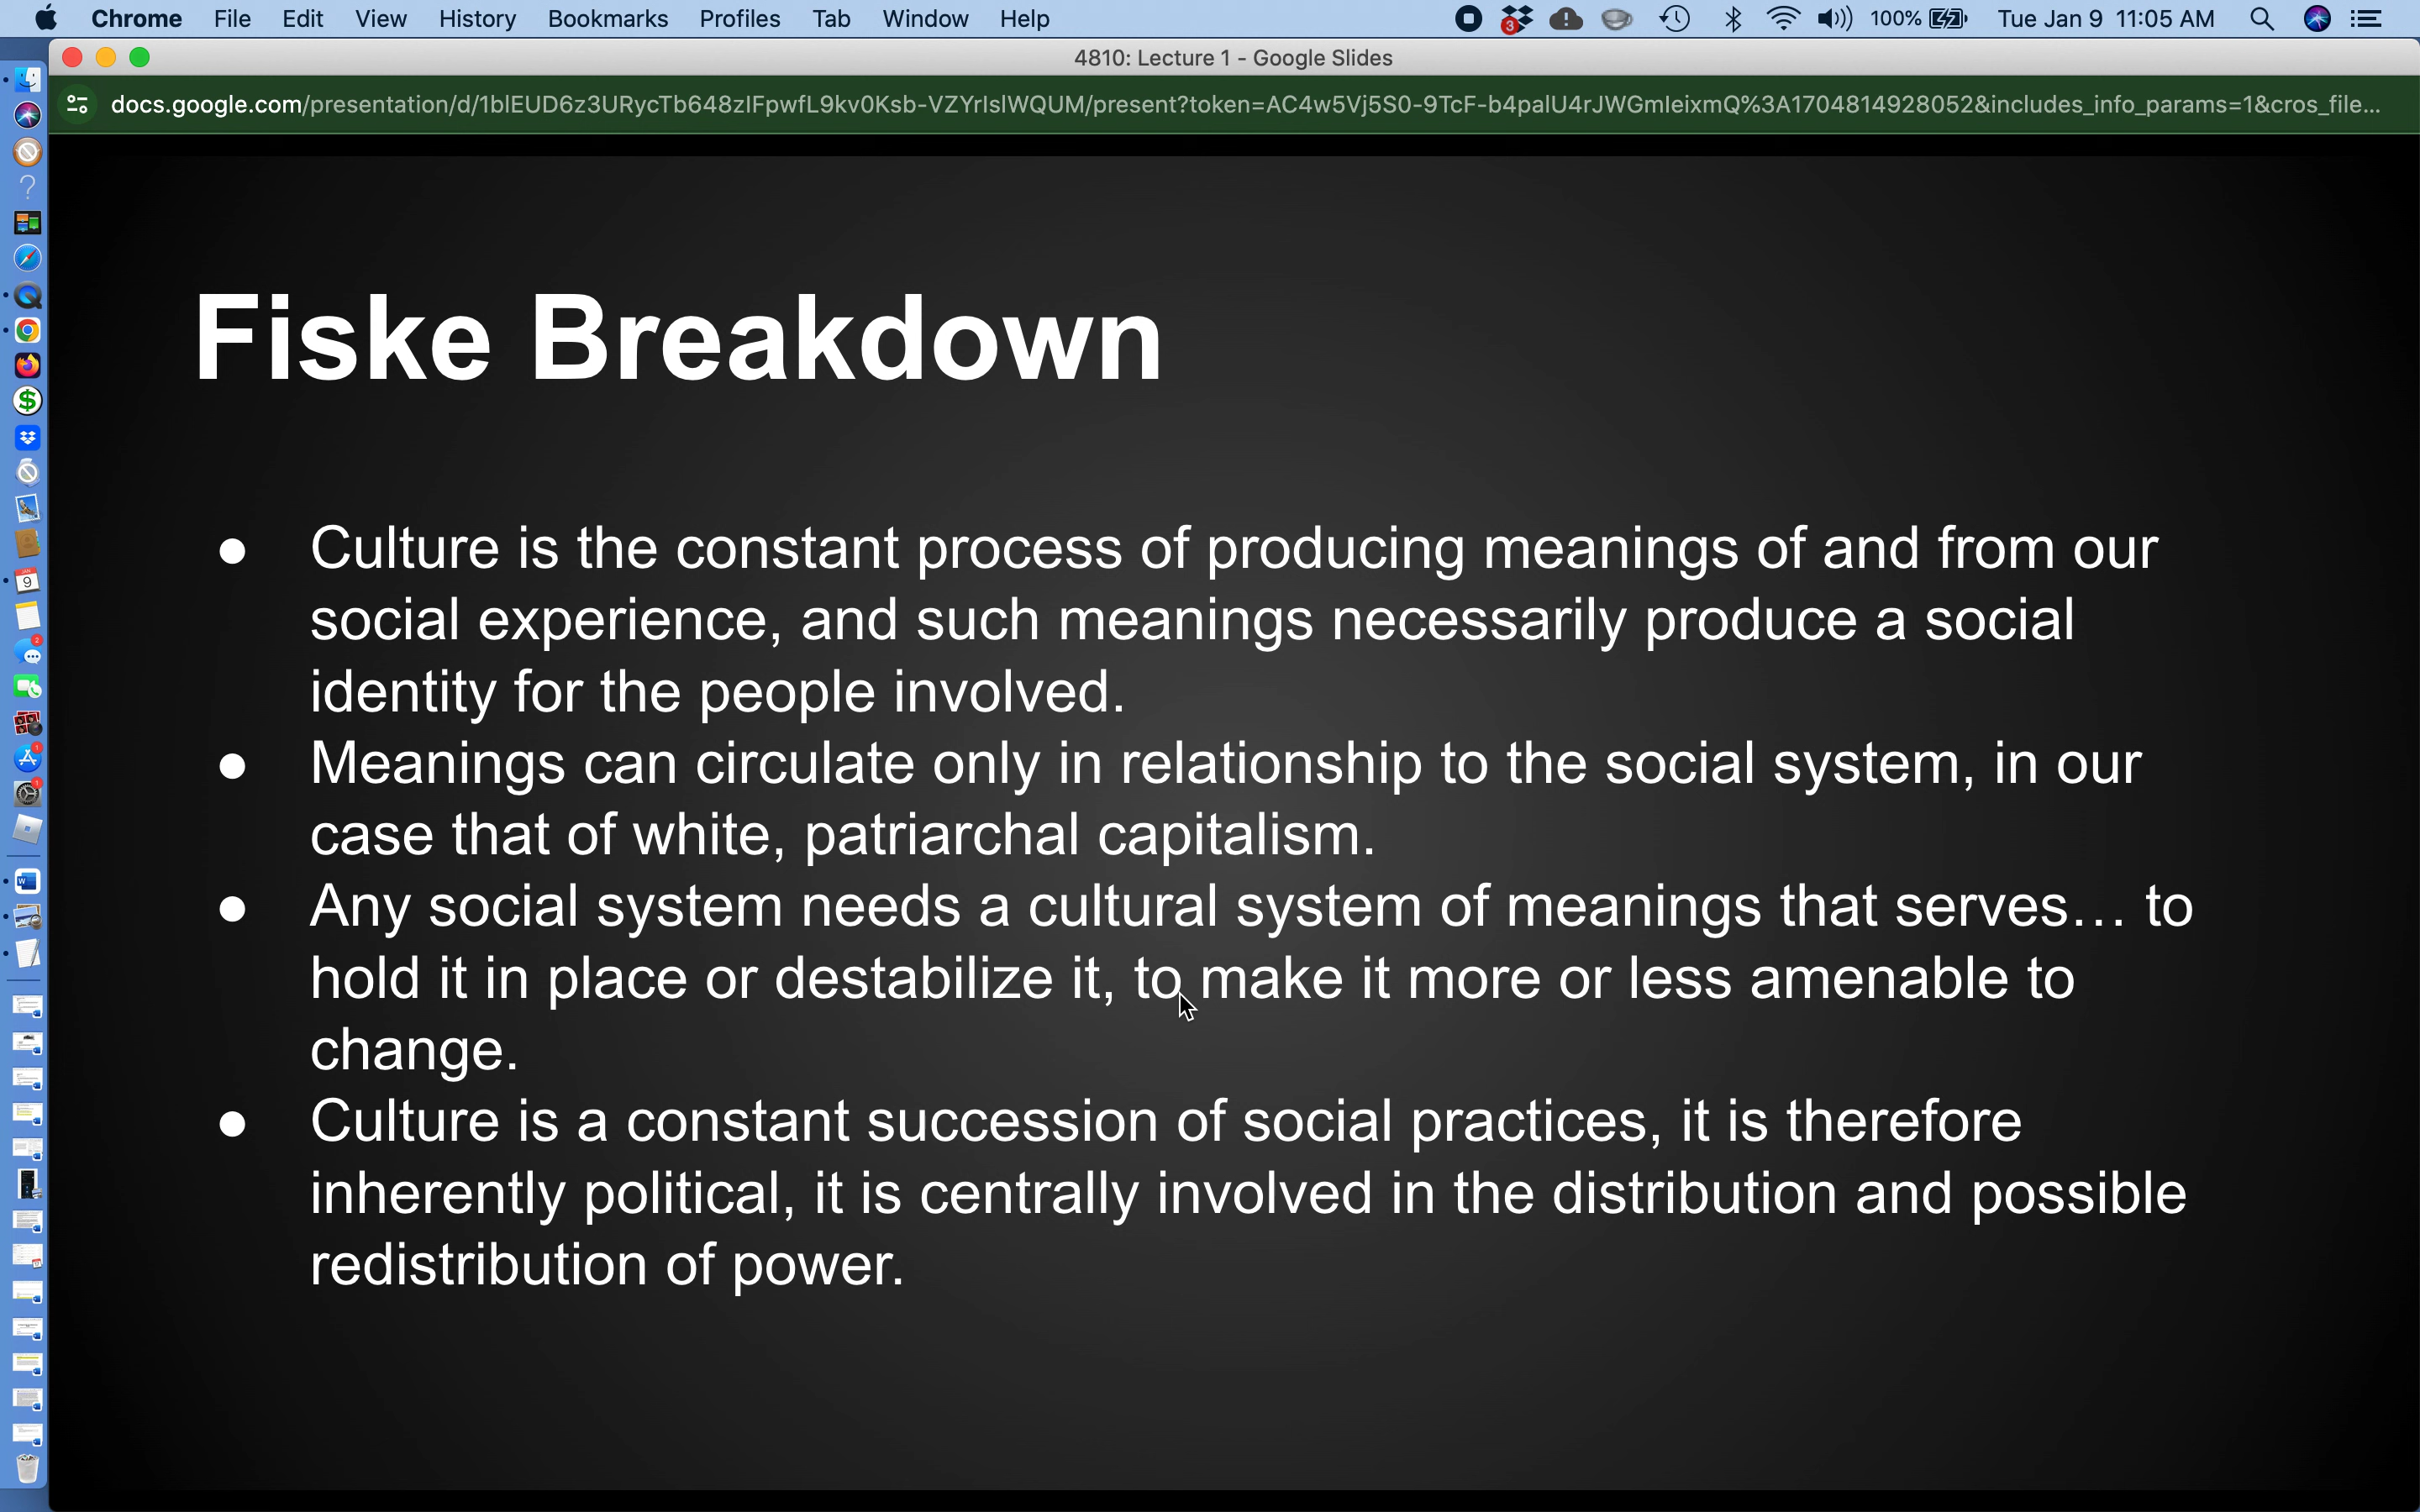 Chrome File Edit View History Bookmarks Profiles Tab Window Help 3 100% Tue Jan 9 11:05 AM
4810: Lecture 1 - Google Slides
docs.google.com/presentation/d/1blEUD6z3URycTb648zIFpwfL9kv0Ksb-VZYrIslWQUM/present?token=AC4w5Vj5S0-9TcF-b4palU4rJWGmleixmQ%3A1704814928052&includes_info_params=1&cros_file...
Fiske Breakdown
● Culture is the constant process of producing meanings of and from our
social experience, and such meanings necessarily produce a social
identity for the people involved.
● Meanings can circulate only in relationship to the social system, in our
case that of white, patriarchal capitalism.
● Any social system needs a cultural system of meanings that serves… to
hold it in place or destabilize it, to make it more or less amenable to
change.
● Culture is a constant succession of social practices, it is therefore
inherently political, it is centrally involved in the distribution and possible
redistribution of power.